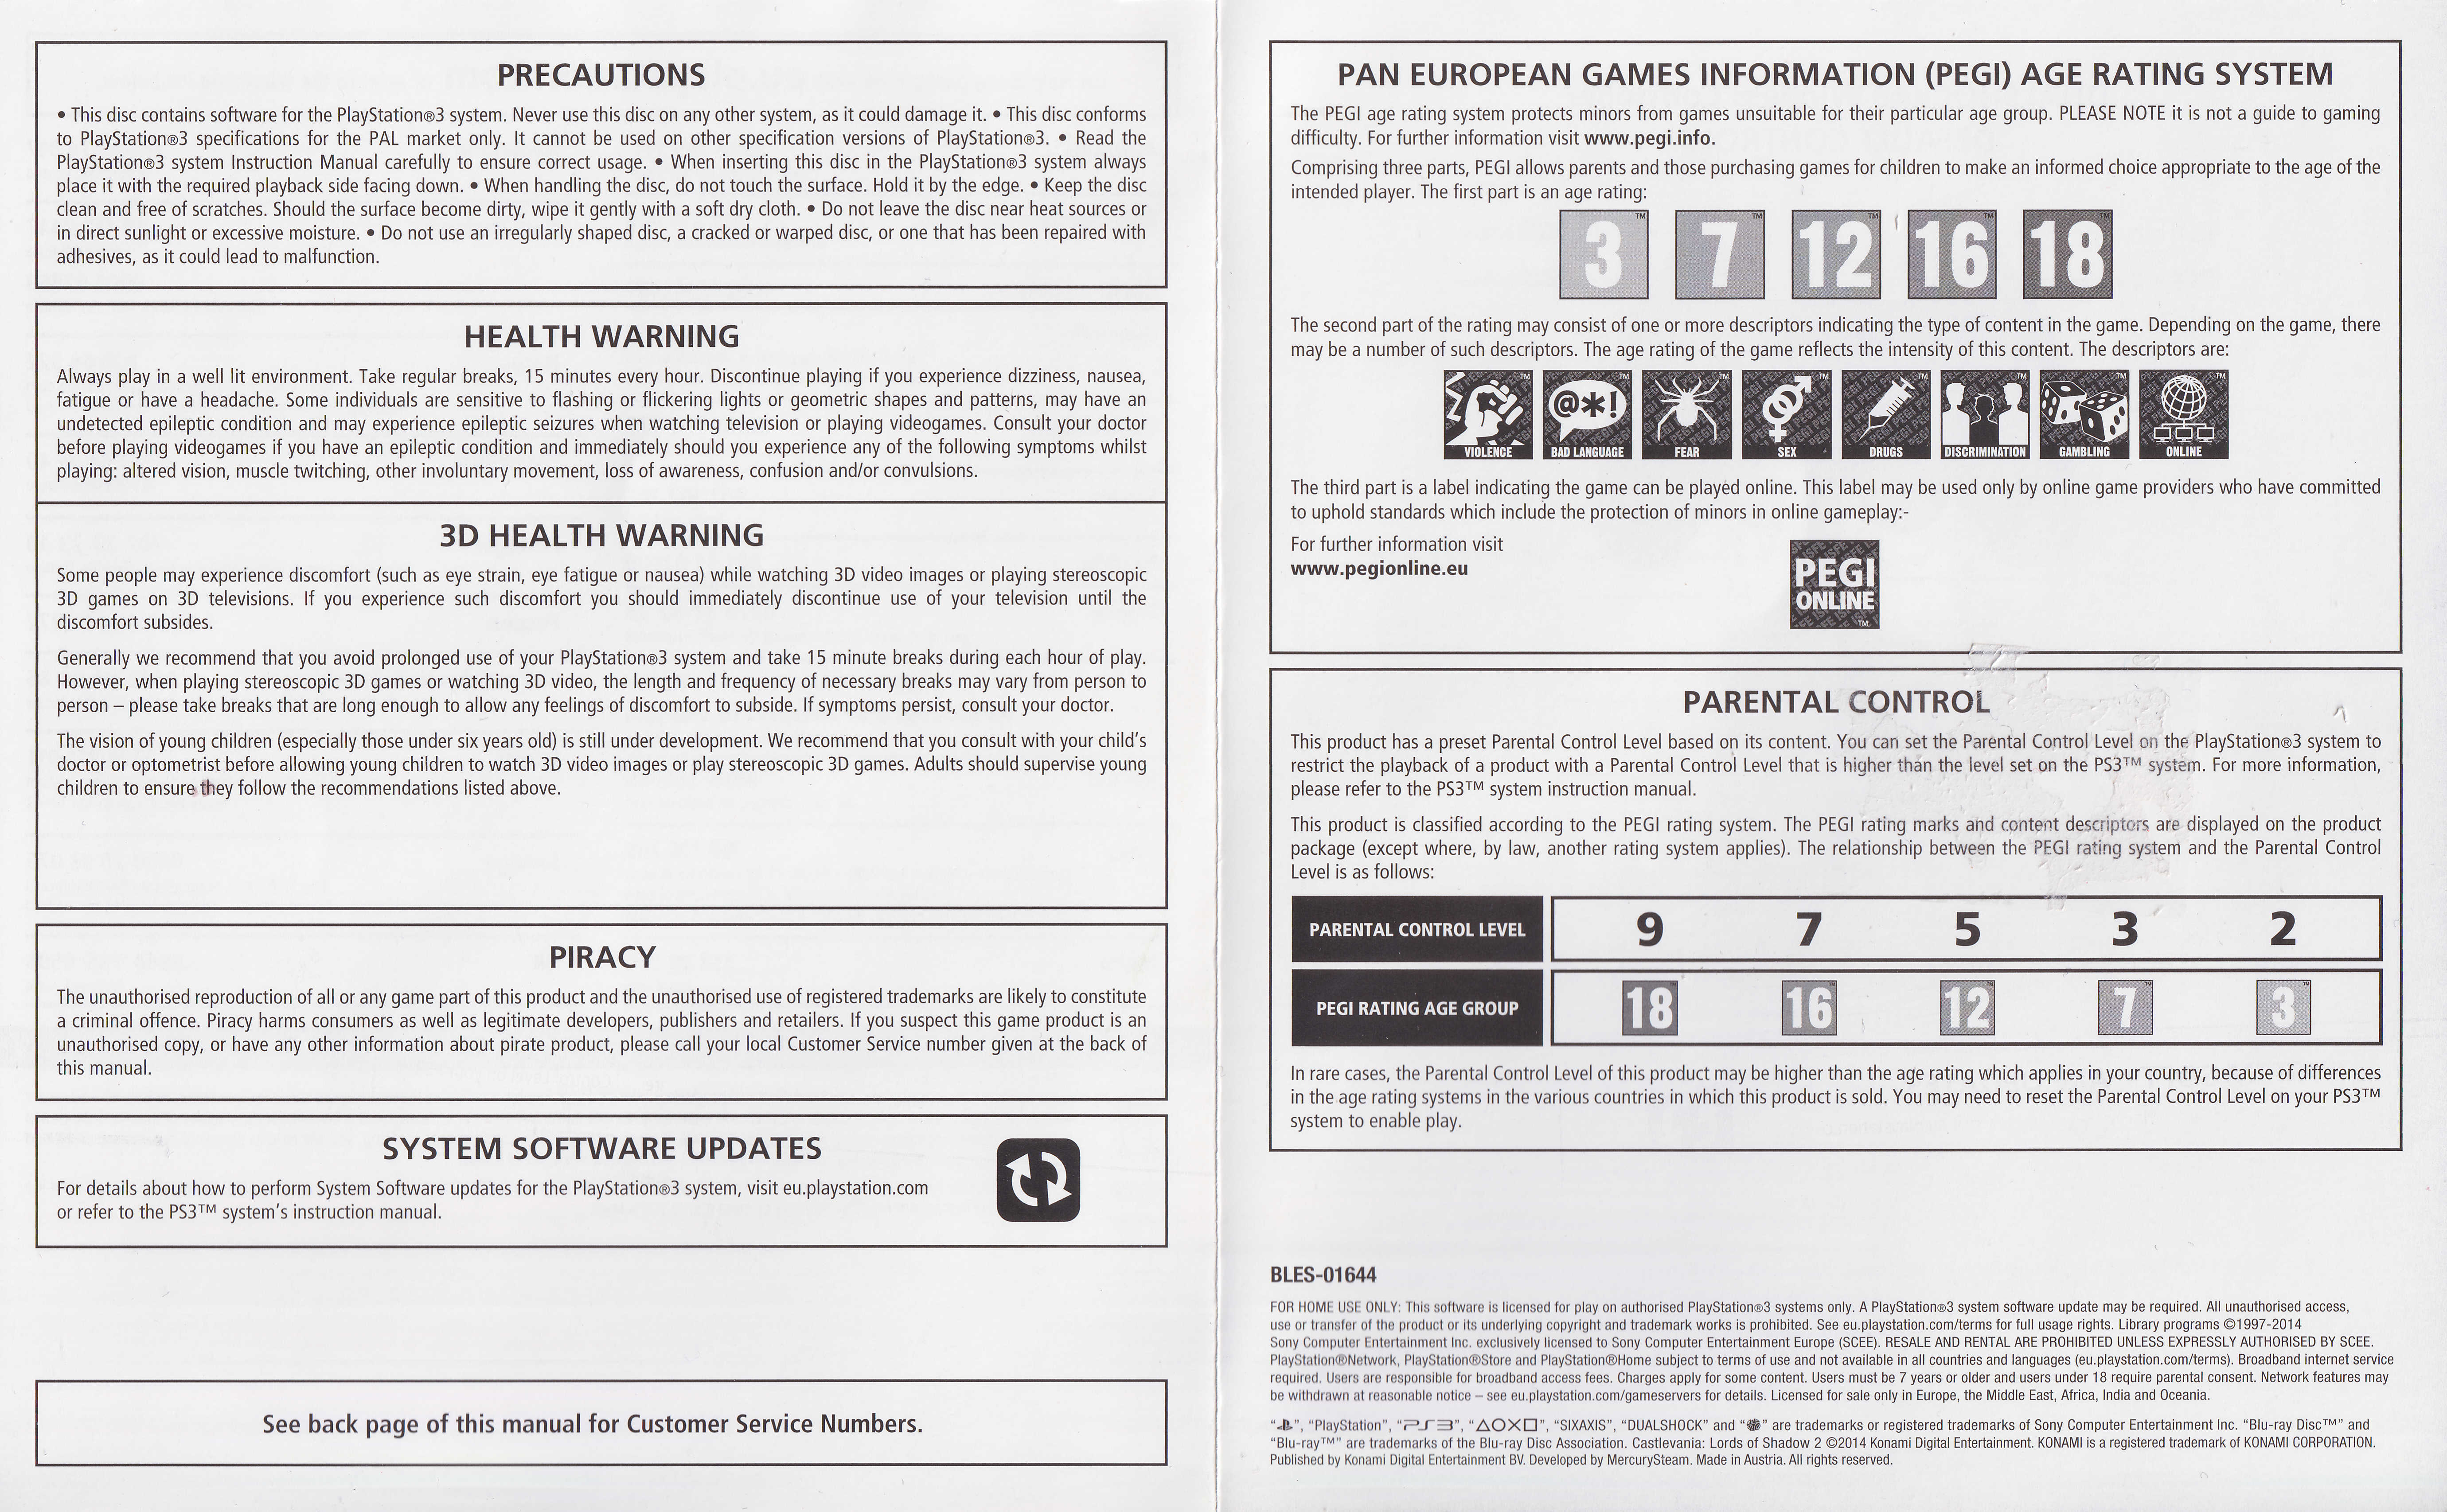 PRECAUTIONS
• This disc contains software for the PlayStation®3 system. Never use this disc on any other system, as it could damage it. • This disc conforms
to PlayStation®3 specifications for the PAL market only. It cannot be used on other specification versions of PlayStation®3. • Read the
PlayStation®3 system Instruction Manual carefully to ensure correct usage. • When inserting this disc in the PlayStation®3 system always
place it with the required playback side facing down. • When handling the disc, do not touch the surface. Hold it by the edge. • Keep the disc
clean and free of scratches. Should the surface become dirty, wipe it gently with a soft dry cloth. • Do not leave the disc near heat sources or
in direct sunlight or excessive moisture. • Do not use an irregularly shaped disc, a cracked or warped disc, or one that has been repaired with
adhesives, as it could lead to malfunction.
HEALTH WARNING
Always play in a well lit environment. Take regular breaks, 15 minutes every hour. Discontinue playing if you experience dizziness, nausea,
fatigue or have a headache. Some individuals are sensitive to flashing or flickering lights or geometric shapes and patterns, may have an
undetected epileptic condition and may experience epileptic seizures when watching television or playing videogames. Consult your doctor
before playing videogames if you have an epileptic condition and immediately should you experience any of the following symptoms whilst
playing: altered vision, muscle twitching, other involuntary movement, loss of awareness, confusion and/or convulsions.
3D HEALTH WARNING
Some people may experience discomfort (such as eye strain, eye fatigue or nausea) while watching 3D video images or playing stereoscopic
3D games on 3D televisions. If you experience such discomfort you should immediately discontinue use of your television until the
discomfort subsides.
Generally we recommend that you avoid prolonged use of your PlayStation®3 system and take 15 minute breaks during each hour of play.
However, when playing stereoscopic 3D games or watching 3D video, the length and frequency of necessary breaks may vary from person to
person – please take breaks that are long enough to allow any feelings of discomfort to subside. If symptoms persist, consult your doctor.
The vision of young children (especially those under six years old) is still under development. We recommend that you consult with your child's
doctor or optometrist before allowing young children to watch 3D video images or play stereoscopic 3D games. Adults should supervise young
children to ensure they follow the recommendations listed above.
PIRACY
The unauthorised reproduction of all or any game part of this product and the unauthorised use of registered trademarks are likely to constitute
a criminal offence. Piracy harms consumers as well as legitimate developers, publishers and retailers. If you suspect this game product is an
unauthorised copy, or have any other information about pirate product, please call your local Customer Service number given at the back of
this manual.
SYSTEM SOFTWARE UPDATES
For details about how to perform System Software updates for the PlayStation®3 system, visit eu.playstation.com
or refer to the PS3™ system's instruction manual.
See back page of this manual for Customer Service Numbers.
PAN EUROPEAN GAMES INFORMATION (PEGI) AGE RATING SYSTEM
The PEGI age rating system protects minors from games unsuitable for their particular age group. PLEASE NOTE it is not a guide to gaming
difficulty. For further information visit www.pegi.info.
Comprising three parts, PEGI allows parents and those purchasing games for children to make an informed choice appropriate to the age of the
intended player. The first part is an age rating:
3™ 7™ 12™ 16™ 18™
The second part of the rating may consist of one or more descriptors indicating the type of content in the game. Depending on the game, there
may be a number of such descriptors. The age rating of the game reflects the intensity of this content. The descriptors are:
@*!
VIOLENCE BAD LANGUAGE FEAR SEX DRUGS DISCRIMINATION GAMBLING ONLINE
The third part is a label indicating the game can be played online. This label may be used only by online game providers who have committed
to uphold standards which include the protection of minors in online gameplay:-
For further information visit
www.pegionline.eu
PEGI
ONLINE
™
PARENTAL CONTROL
This product has a preset Parental Control Level based on its content. You can set the Parental Control Level on the PlayStation®3 system to
restrict the playback of a product with a Parental Control Level that is higher than the level set on the PS3™ system. For more information,
please refer to the PS3™ system instruction manual.
This product is classified according to the PEGI rating system. The PEGI rating marks and content descriptors are displayed on the product
package (except where, by law, another rating system applies). The relationship between the PEGI rating system and the Parental Control
Level is as follows:
PARENTAL CONTROL LEVEL 9 7 5 3 2
PEGI RATING AGE GROUP 18™ 16™ 12™ 7™ 3™
In rare cases, the Parental Control Level of this product may be higher than the age rating which applies in your country, because of differences
in the age rating systems in the various countries in which this product is sold. You may need to reset the Parental Control Level on your PS3™
system to enable play.
BLES-01644
FOR HOME USE ONLY: This software is licensed for play on authorised PlayStation®3 systems only. A PlayStation®3 system software update may be required. All unauthorised access,
use or transfer of the product or its underlying copyright and trademark works is prohibited. See eu.playstation.com/terms for full usage rights. Library programs ©1997-2014
Sony Computer Entertainment Inc. exclusively licensed to Sony Computer Entertainment Europe (SCEE). RESALE AND RENTAL ARE PROHIBITED UNLESS EXPRESSLY AUTHORISED BY SCEE.
PlayStation®Network, PlayStation®Store and PlayStation®Home subject to terms of use and not available in all countries and languages (eu.playstation.com/terms). Broadband internet service
required. Users are responsible for broadband access fees. Charges apply for some content. Users must be 7 years or older and users under 18 require parental consent. Network features may
be withdrawn at reasonable notice – see eu.playstation.com/gameservers for details. Licensed for sale only in Europe, the Middle East, Africa, India and Oceania.
“ ”, “PlayStation”, “PS3”, “△○✕□”, “SIXAXIS”, “DUALSHOCK” and “ ” are trademarks or registered trademarks of Sony Computer Entertainment Inc. “Blu-ray Disc™” and
“Blu-ray™” are trademarks of the Blu-ray Disc Association. Castlevania: Lords of Shadow 2 ©2014 Konami Digital Entertainment. KONAMI is a registered trademark of KONAMI CORPORATION.
Published by Konami Digital Entertainment BV. Developed by MercurySteam. Made in Austria. All rights reserved.